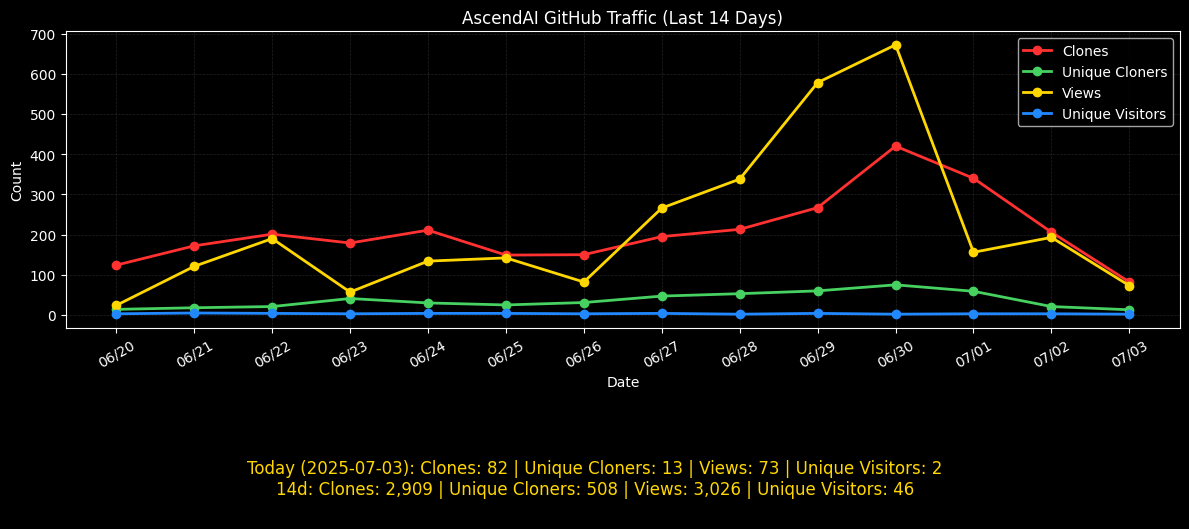 AscendAI GitHub Traffic (Last 14 Days)
700
600
500
400
300
200
100
0
Count
Clones
Unique Cloners
Views
Unique Visitors
06/20
06/21
06/22
06/23
06/24
06/25
06/26
06/27
06/28
06/29
06/30
07/01
07/02
07/03
Date
Today (2025-07-03): Clones: 82 | Unique Cloners: 13 | Views: 73 | Unique Visitors: 2
14d: Clones: 2,909 | Unique Cloners: 508 | Views: 3,026 | Unique Visitors: 46